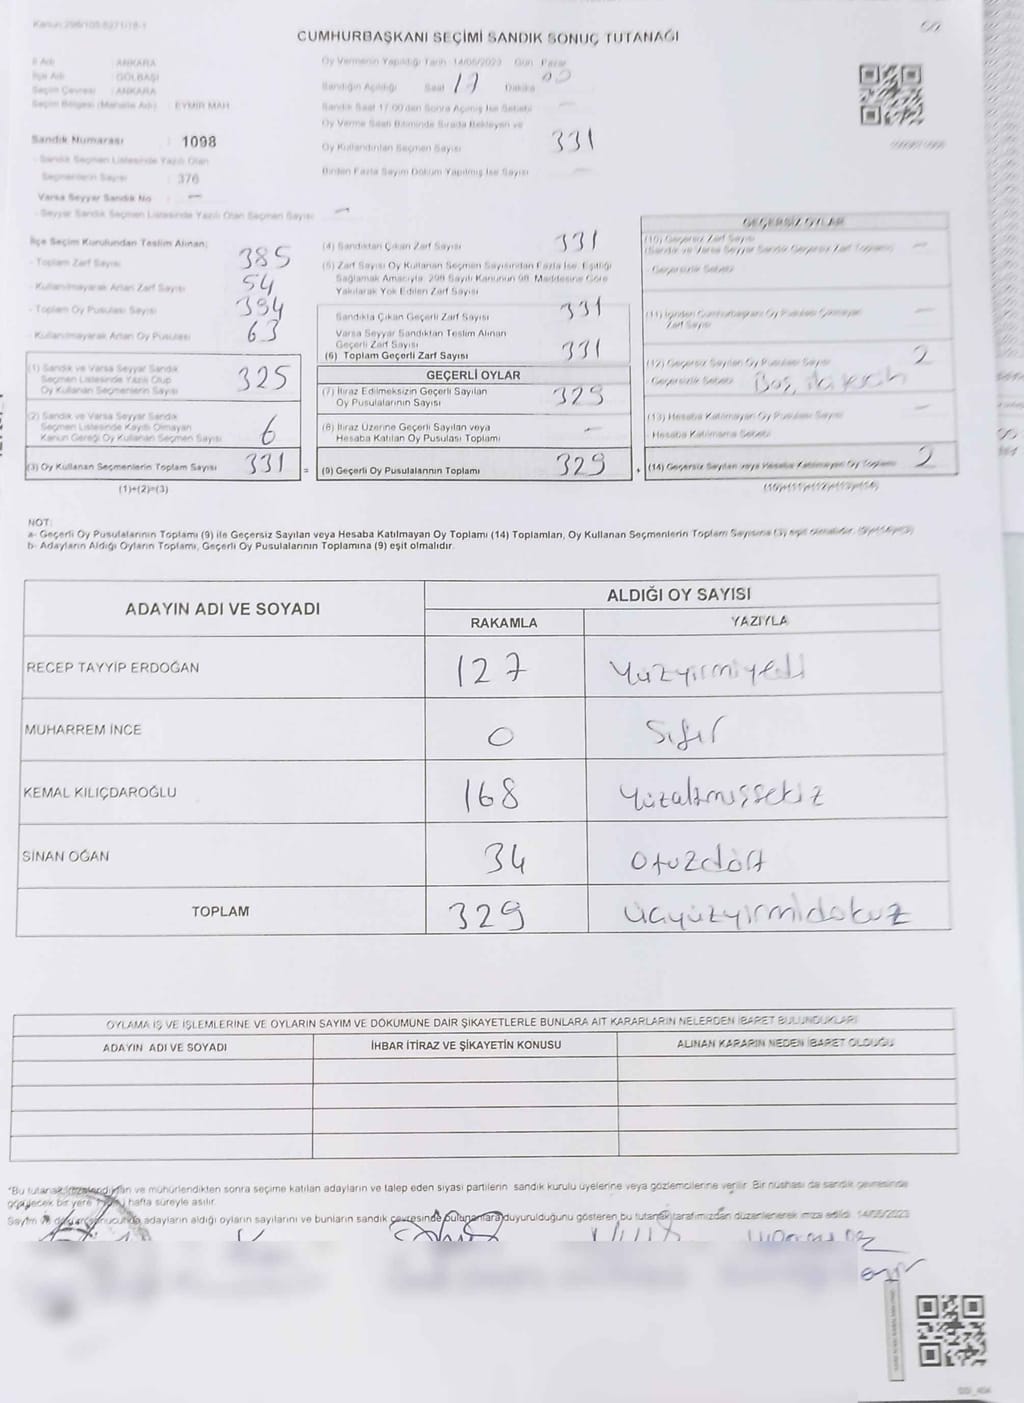 CUMHURBAŞKANI SEÇİMİ SANDIK SONUÇ TUTANAĞI
İl Adı : ANKARA
İlçe Adı : GÖLBAŞI
Seçim Çevresi : ANKARA
Seçim Bölgesi (Mahalle Adı) : EYMİR MAH
Sandık Numarası : 1098
- Sandık Seçmen Listesinde Yazılı Olan
Seçmenlerin Sayısı : 376
Varsa Seyyar Sandık No : —
- Seyyar Sandık Seçmen Listesinde Yazılı Olan Seçmen Sayısı —
Oy Vermenin Yapıldığı Tarih 14/05/2023 Gün Pazar
Sandığın Açıldığı Saat 17 Dakika 00
Sandık Saat 17:00'den Sonra Açılmış İse Sebebi —
Oy Verme Saati Bitiminde Sırada Bekleyen ve
Oy Kullandırılan Seçmen Sayısı 331
Birden Fazla Sayım Döküm Yapılmış İse Sayısı —
İlçe Seçim Kurulundan Teslim Alınan;
- Toplam Zarf Sayısı 385
- Kullanılmayarak Artan Zarf Sayısı 54
- Toplam Oy Pusulası Sayısı 394
- Kullanılmayarak Artan Oy Pusulası 63
(1) Sandık ve Varsa Seyyar Sandık
Seçmen Listesinde Yazılı Olup
Oy Kullanan Seçmenlerin Sayısı 325
(2) Sandık ve Varsa Seyyar Sandık
Seçmen Listesinde Kayıtlı Olmayan
Kanun Gereği Oy Kullanan Seçmen Sayısı 6
(3) Oy Kullanan Seçmenlerin Toplam Sayısı 331 =
(1)+(2)=(3)
(4) Sandıktan Çıkan Zarf Sayısı 331
(5) Zarf Sayısı Oy Kullanan Seçmen Sayısından Fazla İse, Eşitliği
Sağlamak Amacıyla, 298 Sayılı Kanunun 98. Maddesine Göre
Yakılarak Yok Edilen Zarf Sayısı
Sandıkta Çıkan Geçerli Zarf Sayısı 331
Varsa Seyyar Sandıktan Teslim Alınan
Geçerli Zarf Sayısı
(6) Toplam Geçerli Zarf Sayısı 331
GEÇERLİ OYLAR
(7) İtiraz Edilmeksizin Geçerli Sayılan
Oy Pusulalarının Sayısı 329
(8) İtiraz Üzerine Geçerli Sayılan veya
Hesaba Katılan Oy Pusulası Toplamı —
(9) Geçerli Oy Pusulalarının Toplamı 329 +
GEÇERSİZ OYLAR
(10) Geçersiz Zarf Sayısı
(Sandık ve Varsa Seyyar Sandık Geçersiz Zarf Toplamı) —
- Geçersizlik Sebebi
(11) İçinden Cumhurbaşkanı Oy Pusulası Çıkmayan
Zarf Sayısı —
(12) Geçersiz Sayılan Oy Pusulası Sayısı 2
- Geçersizlik Sebebi Boş,
(13) Hesaba Katılmayan Oy Pusulası Sayısı —
Hesaba Katılmama Sebebi
(14) Geçersiz Sayılan veya Hesaba Katılmayan Oy Toplamı 2
(10)+(11)+(12)+(13)=(14)
NOT:
a- Geçerli Oy Pusulalarının Toplamı (9) ile Geçersiz Sayılan veya Hesaba Katılmayan Oy Toplamı (14) Toplamları, Oy Kullanan Seçmenlerin Toplam Sayısına (3) eşit olmalıdır. (9)+(14)=(3)
b- Adayların Aldığı Oyların Toplamı, Geçerli Oy Pusulalarının Toplamına (9) eşit olmalıdır.
ADAYIN ADI VE SOYADI ALDIĞI OY SAYISI
RAKAMLA YAZIYLA
RECEP TAYYİP ERDOĞAN 127 Yüzyirmiyedi
MUHARREM İNCE 0 Sıfır
KEMAL KILIÇDAROĞLU 168 Yüzaltmışsekiz
SİNAN OĞAN 34 Otuzdört
TOPLAM 329 Üçyüzyirmidokuz
OYLAMA İŞ VE İŞLEMLERİNE VE OYLARIN SAYIM VE DÖKÜMÜNE DAİR ŞİKAYETLERLE BUNLARA AİT KARARLARIN NELERDEN İBARET BULUNDUKLARI
ADAYIN ADI VE SOYADI İHBAR İTİRAZ VE ŞİKAYETİN KONUSU ALINAN KARARIN NEDEN İBARET OLDUĞU
*Bu tutanak ve mühürlendikten sonra seçime katılan adayların ve talep eden siyasi partilerin sandık kurulu üyelerine veya gözlemcilerine verilir. Bir nüshası da sandık çevresinde
görülecek bir yere hafta süreyle asılır.
Sayım ve döküm sonucunda adayların aldığı oyların sayılarını ve bunların sandık çevresinde bulunanlara duyurulduğunu gösteren bu tutanak tarafımızdan düzenlenerek imza edildi. 14/05/2023